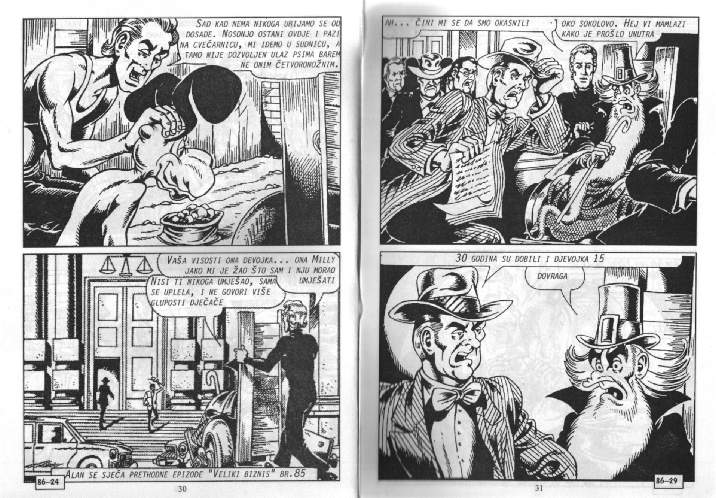 SAD KAD NEMA NIKOGA UBIJAMO SE OD
DOSADE. NOSONJO OSTANI OVDJE I PAZI
NA CVEĆARNICU, MI IDEMO U SUDNICU, A
TAMO NIJE DOZVOLJEN ULAZ PSIMA BAREM
NE ONIM ČETVORONOŽNIM.
VAŠA VISOSTI ONA DEVOJKA... ONA MILLY
JAKO MI JE ŽAO ŠTO SAM I NJU MORAO
UMJEŠATI
NISI TI NIKOGA UMJEŠAO, SAMA
SE UPLELA, I NE GOVORI VIŠE
GLUPOSTI DJEČAČE
ALAN SE SJEĆA PRETHODNE EPIZODE "VELIKI BIZNIS" BR.85
86-24
30
AH... ČINI MI SE DA SMO OKASNILI
OKO SOKOLOVO. HEJ VI MAMLAZI
KAKO JE PROŠLO UNUTRA
30 GODINA SU DOBILI I DJEVOJKA 15
DOVRAGA
31
86-29